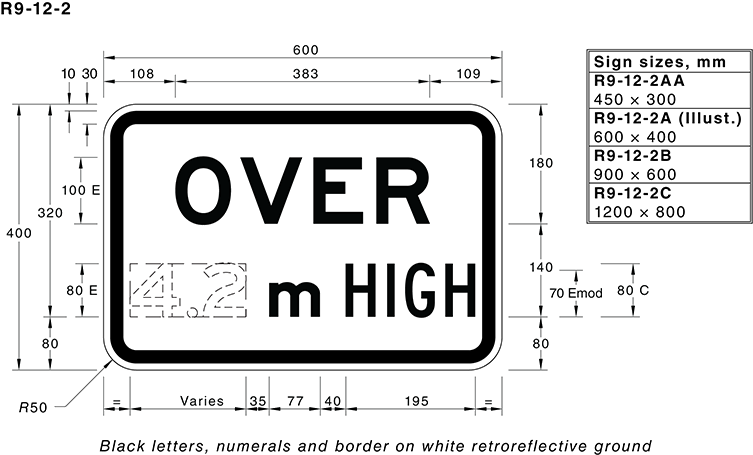 R9-12-2
600
10 30 108 383 109
Sign sizes, mm
R9-12-2AA
450 × 300
R9-12-2A (Illust.)
600 × 400
R9-12-2B
900 × 600
R9-12-2C
1200 × 800
OVER
180
100 E
320
400
4.2 m HIGH
140
80 E
70 Emod
80 C
80
80
R50
= Varies 35 77 40 195 =
Black letters, numerals and border on white retroreflective ground